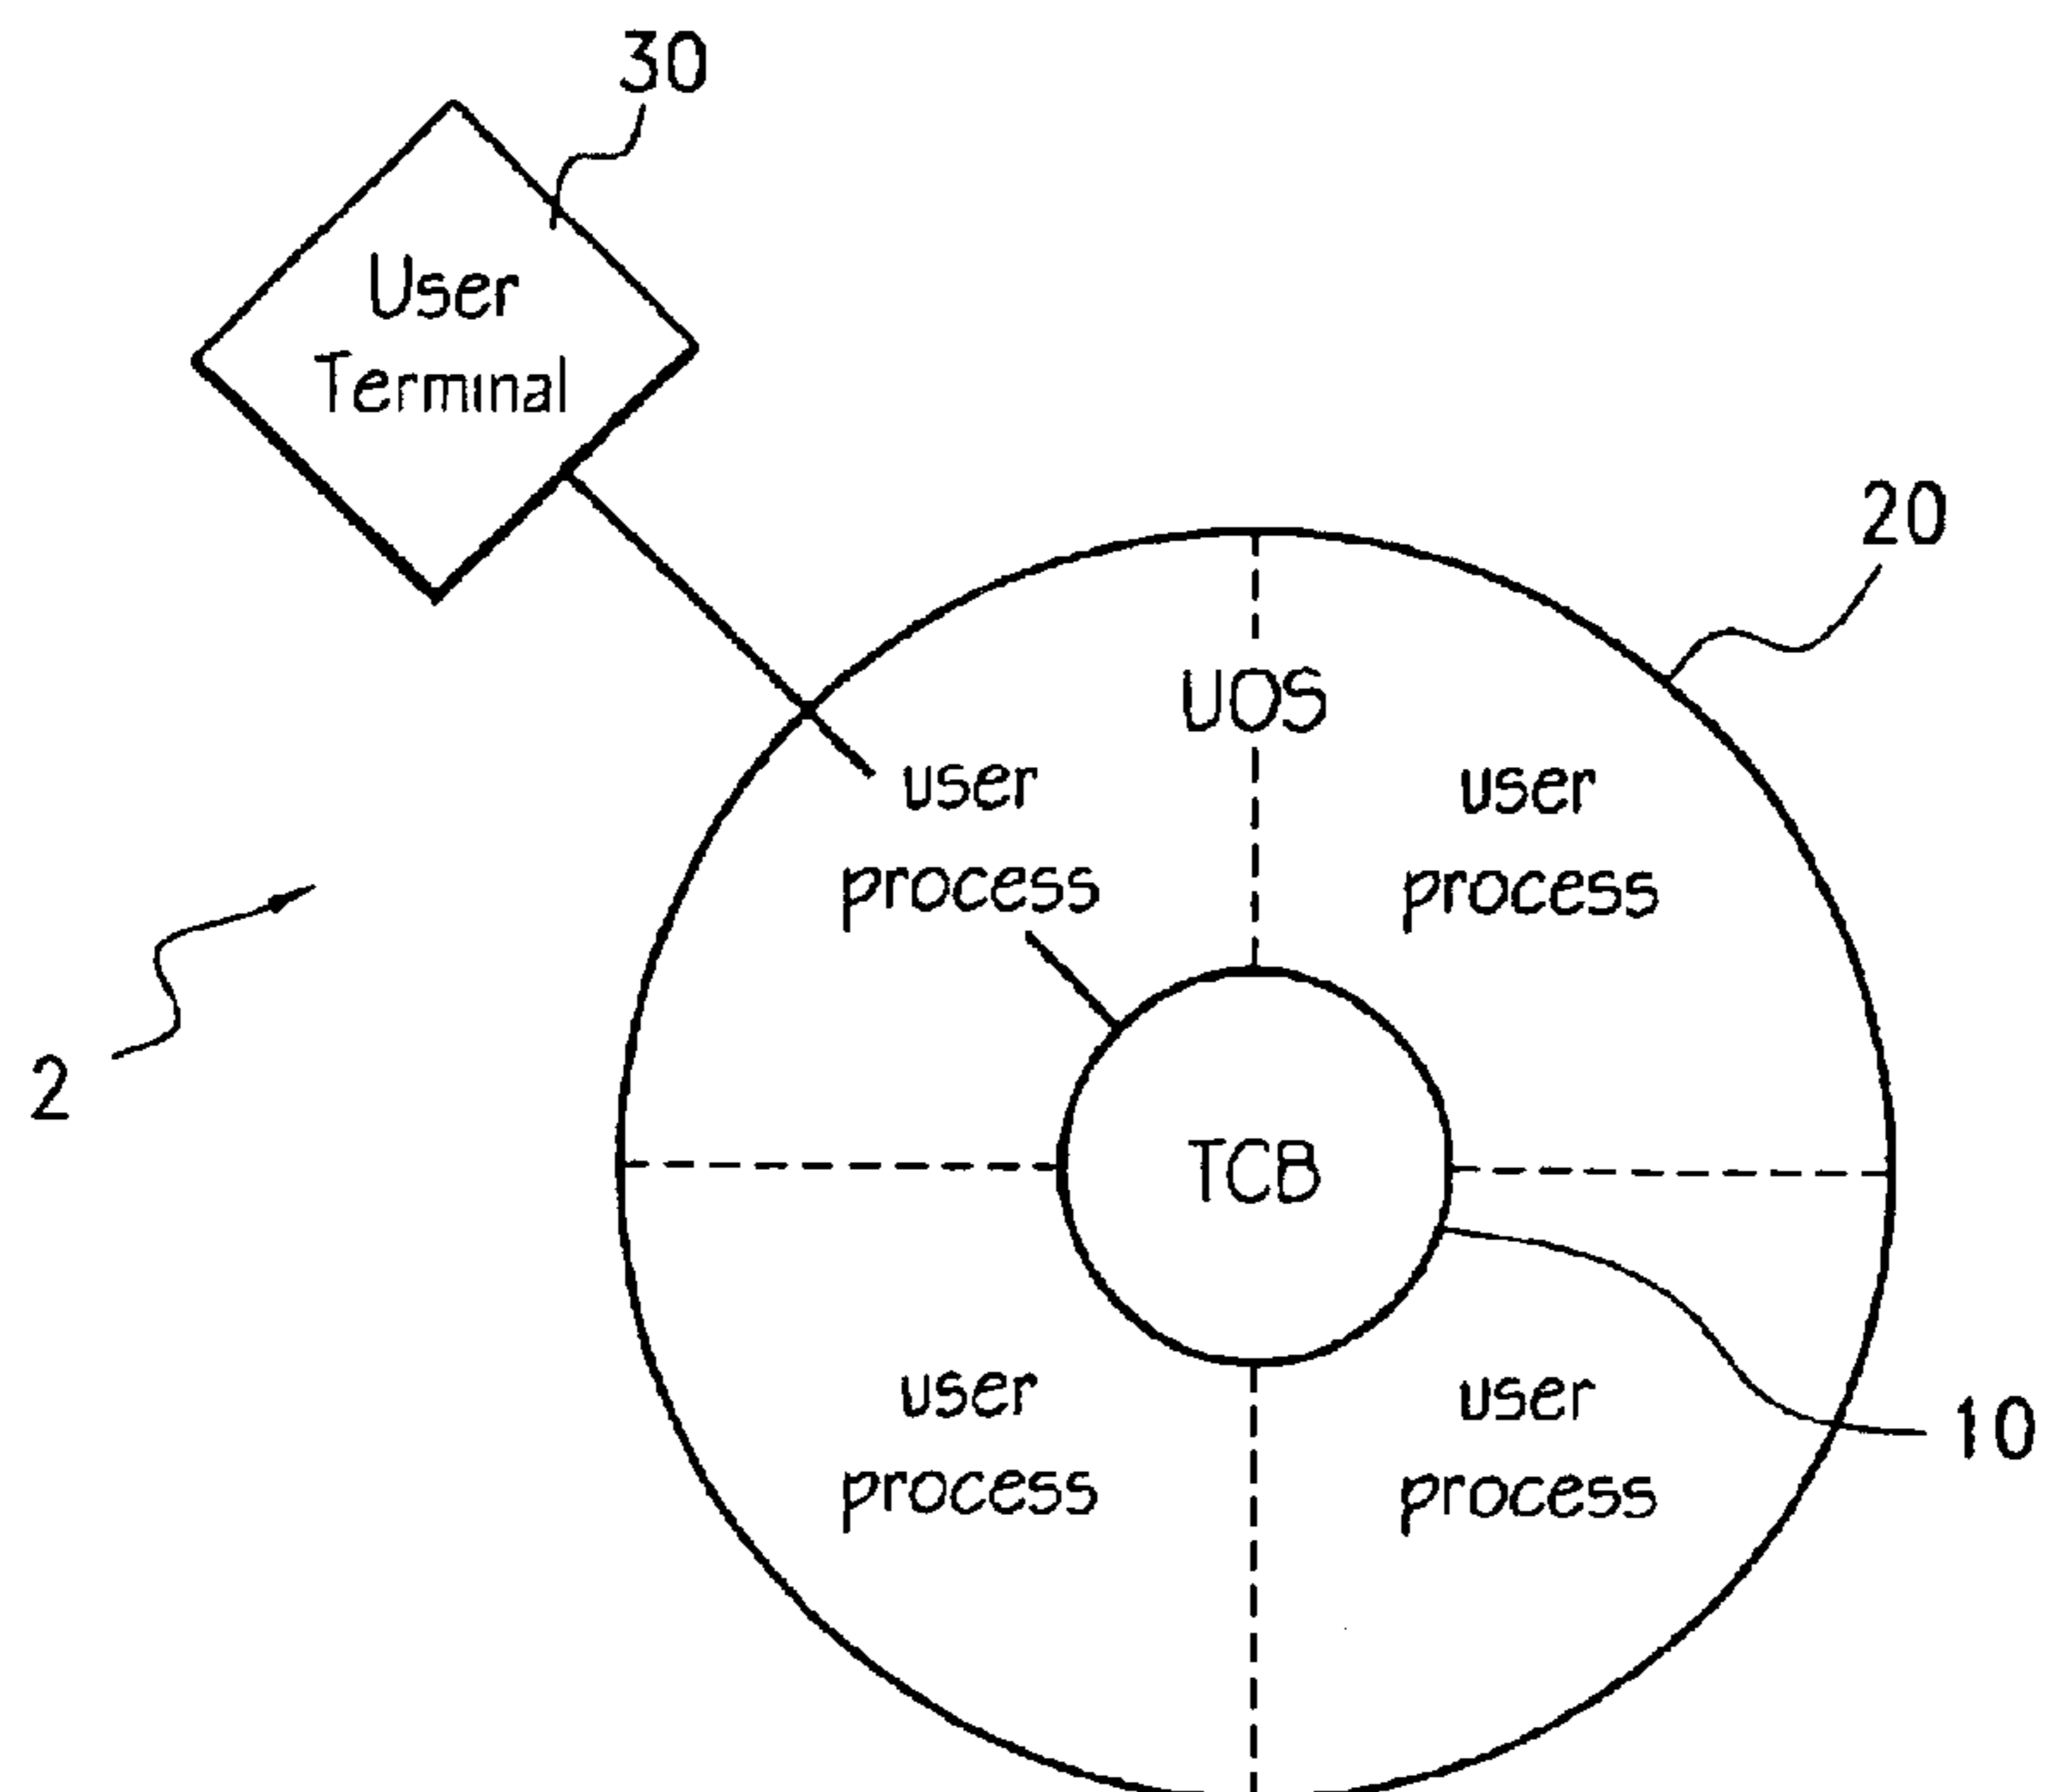 30
User
Terminal
20
UOS
user
process
user
process
2
TCB
user
process
user
process
10